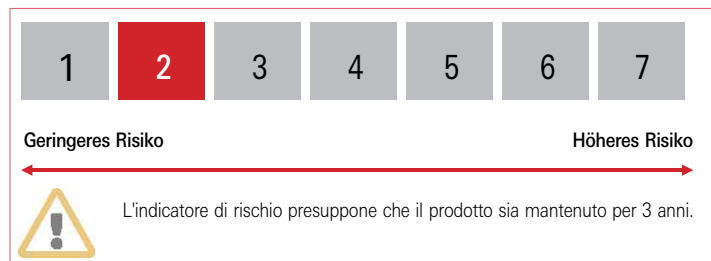 1 2 3 4 5 6 7
Geringeres Risiko Höheres Risiko
L'indicatore di rischio presuppone che il prodotto sia mantenuto per 3 anni.